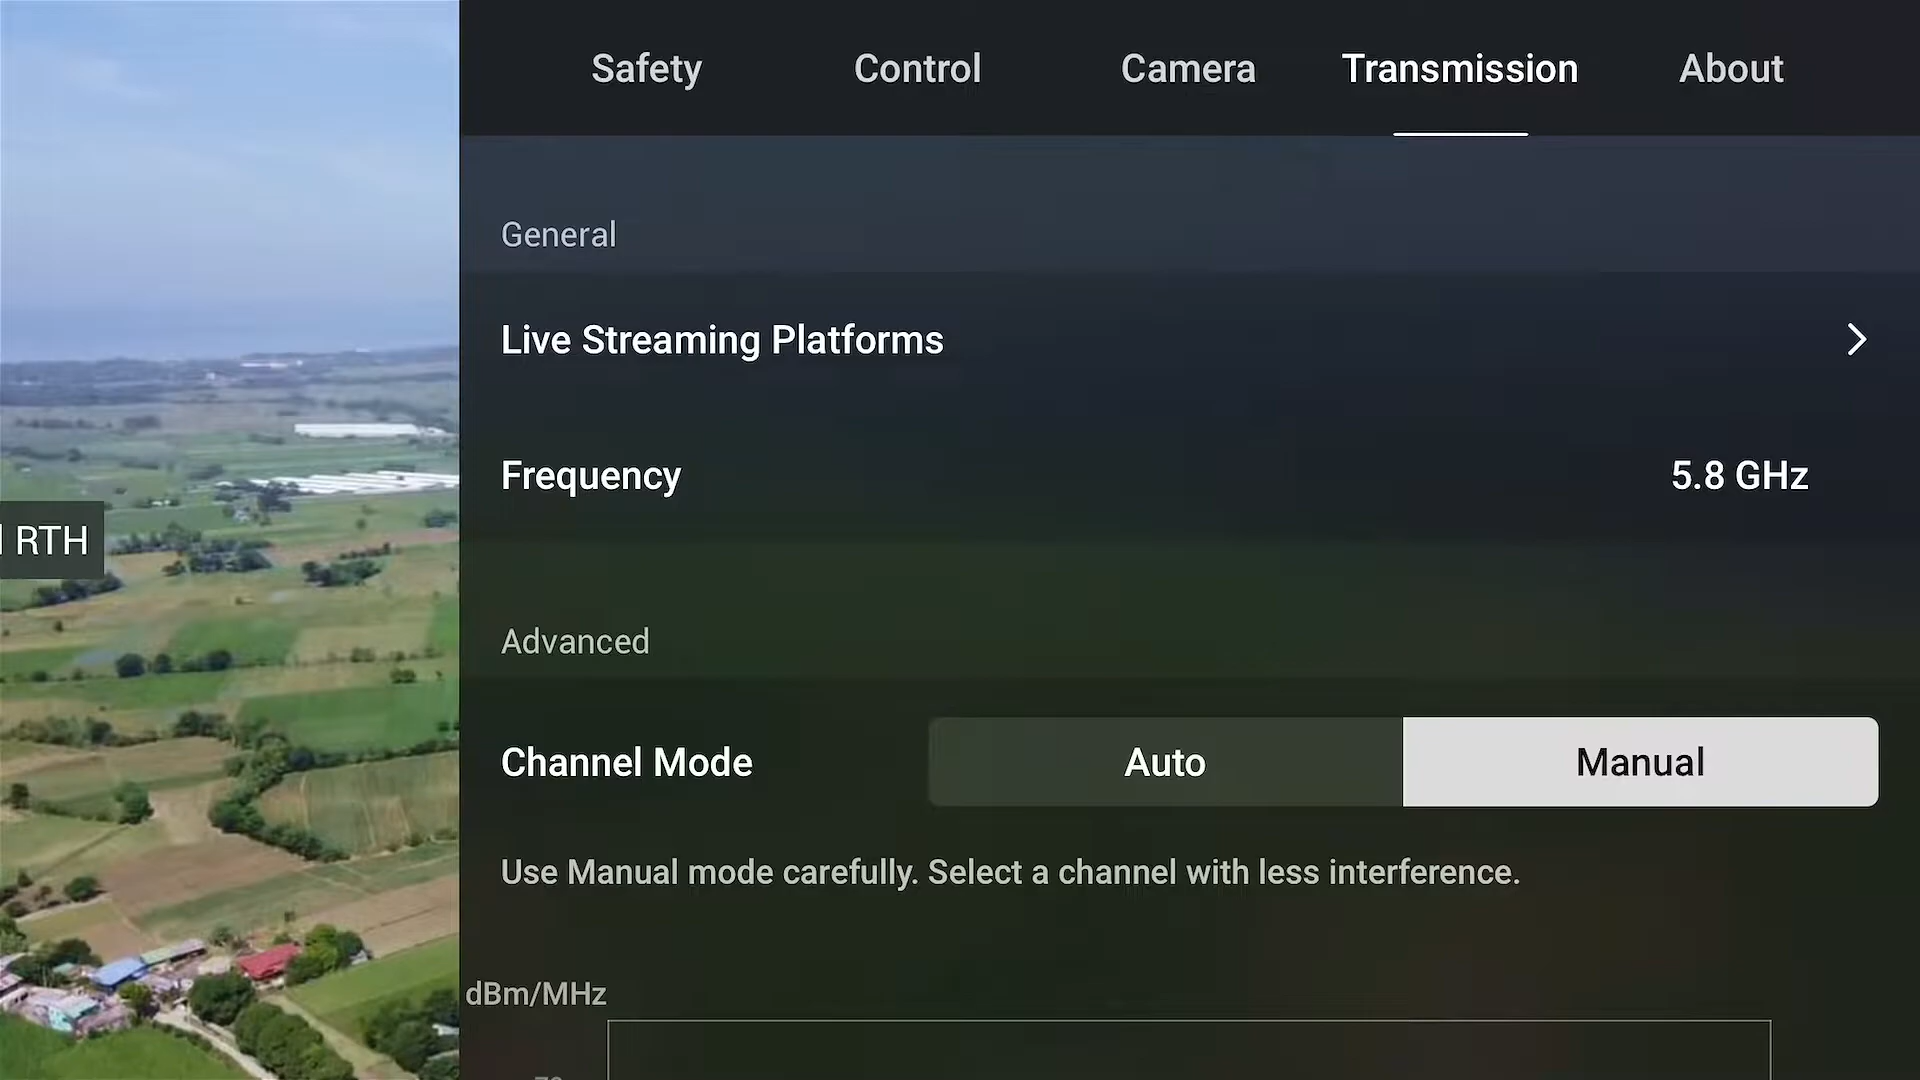 Safety Control Camera Transmission About
General
Live Streaming Platforms
Frequency 5.8 GHz
RTH
Advanced
Channel Mode Auto Manual
Use Manual mode carefully. Select a channel with less interference.
dBm/MHz